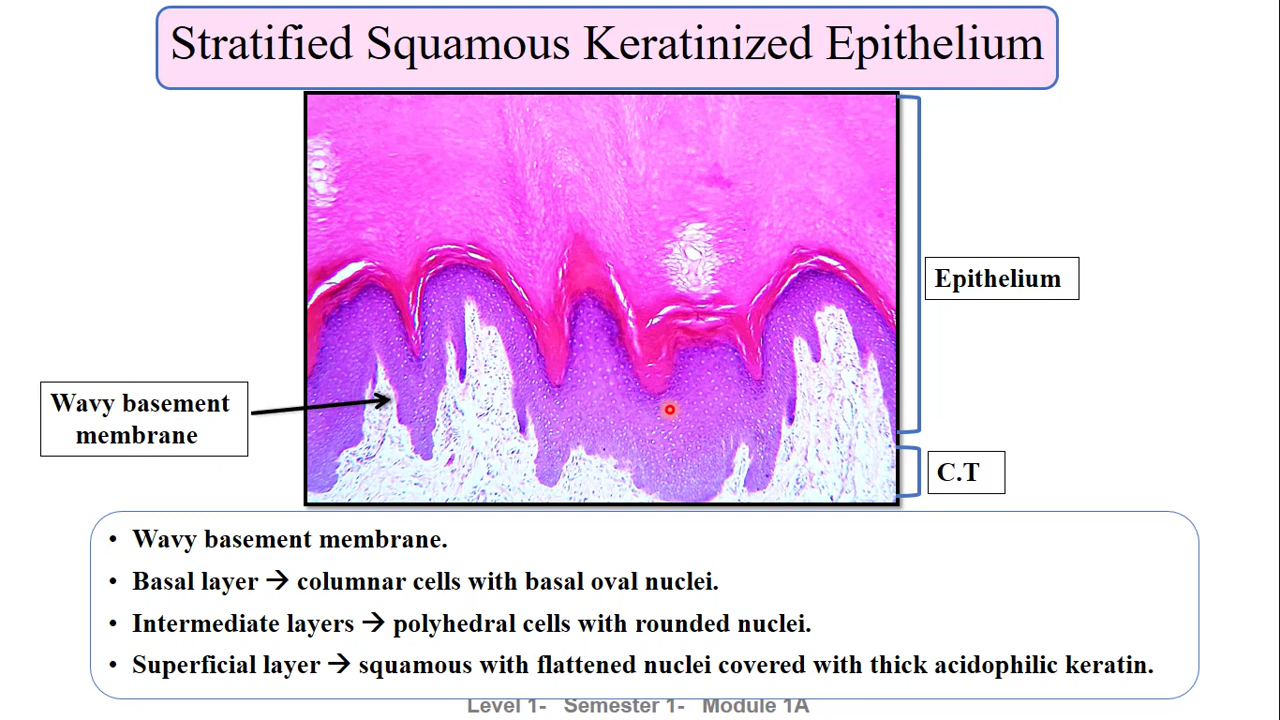 Stratified Squamous Keratinized Epithelium
Epithelium
Wavy basement
membrane
C.T
• Wavy basement membrane.
• Basal layer → columnar cells with basal oval nuclei.
• Intermediate layers → polyhedral cells with rounded nuclei.
• Superficial layer → squamous with flattened nuclei covered with thick acidophilic keratin.
Level 1- Semester 1- Module 1A